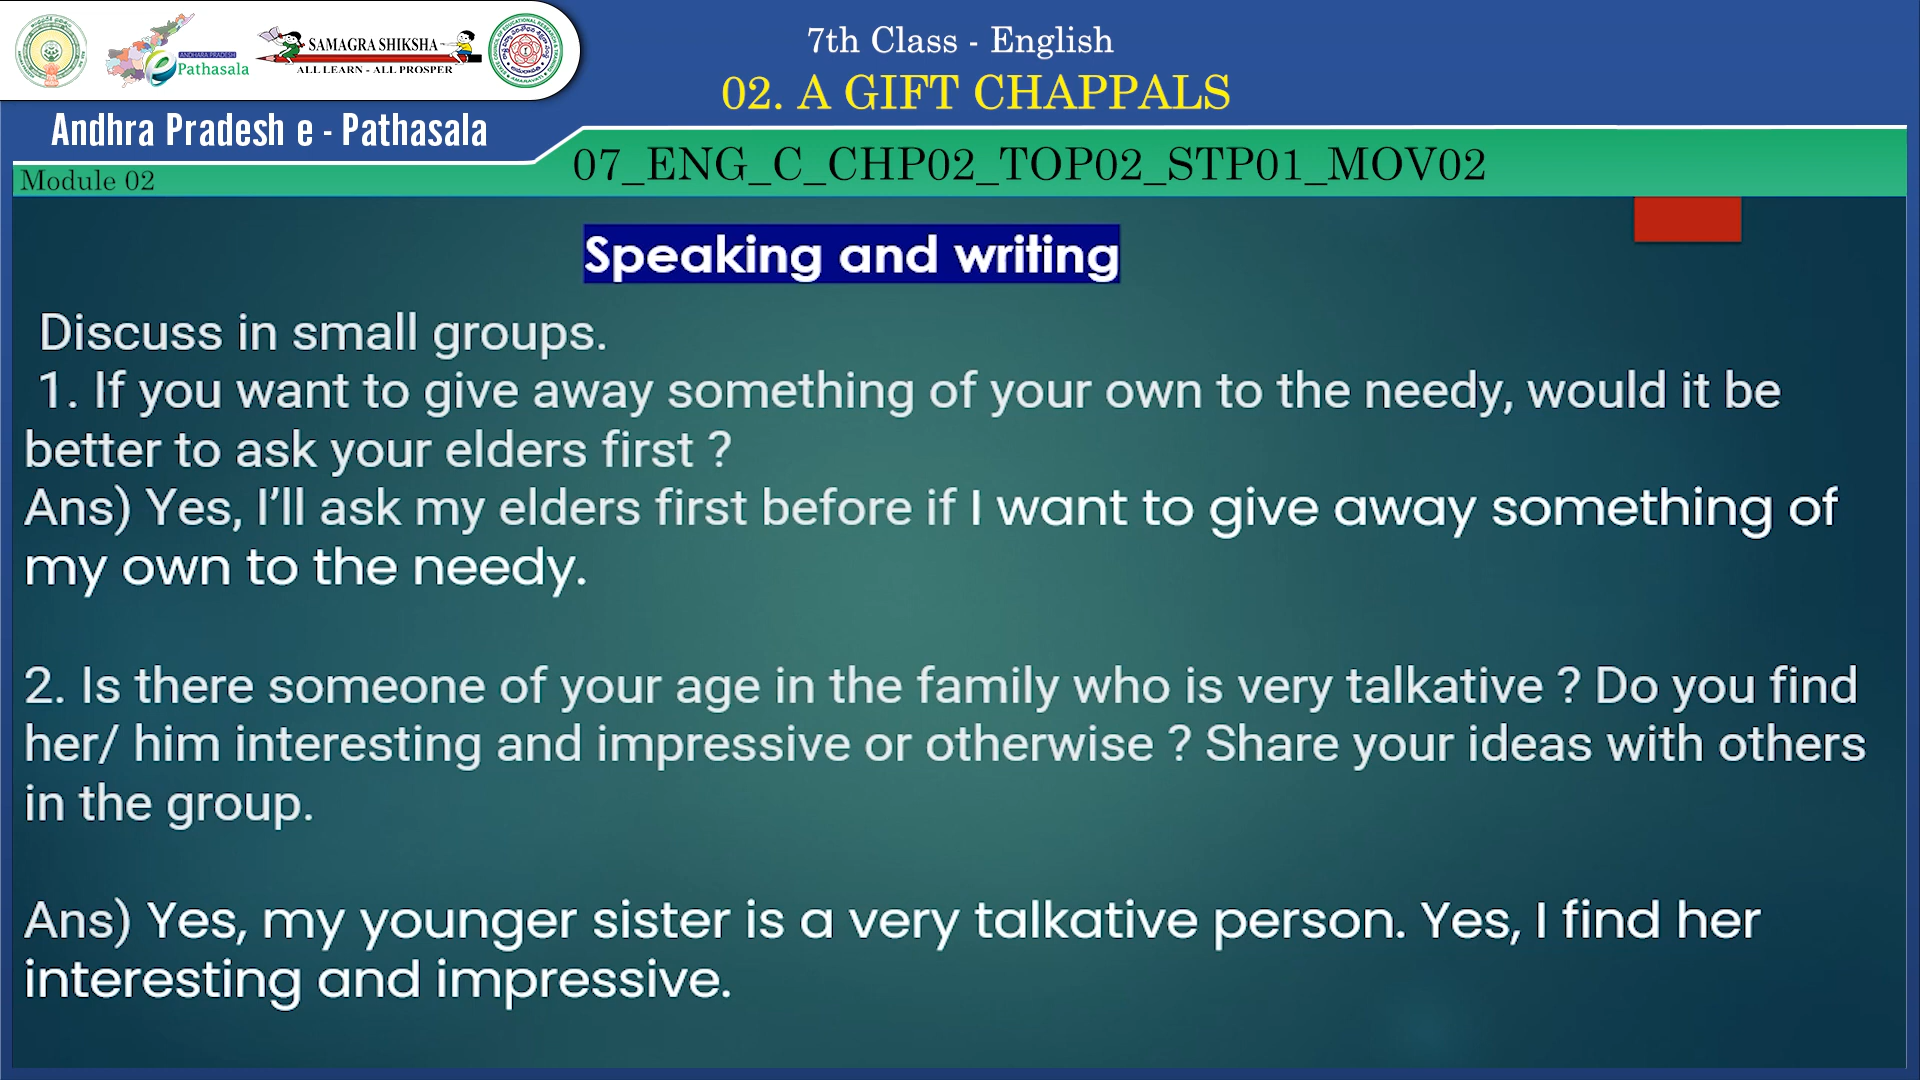 7th Class - English
02. A GIFT CHAPPALS
ANDHRA PRADESH
e Pathasala
SAMAGRA SHIKSHA
ALL LEARN - ALL PROSPER
Andhra Pradesh e - Pathasala
07_ENG_C_CHP02_TOP02_STP01_MOV02
Module 02
Speaking and writing
Discuss in small groups.
1. If you want to give away something of your own to the needy, would it be
better to ask your elders first ?
Ans) Yes, I’ll ask my elders first before if I want to give away something of
my own to the needy.
2. Is there someone of your age in the family who is very talkative ? Do you find
her/ him interesting and impressive or otherwise ? Share your ideas with others
in the group.
Ans) Yes, my younger sister is a very talkative person. Yes, I find her
interesting and impressive.